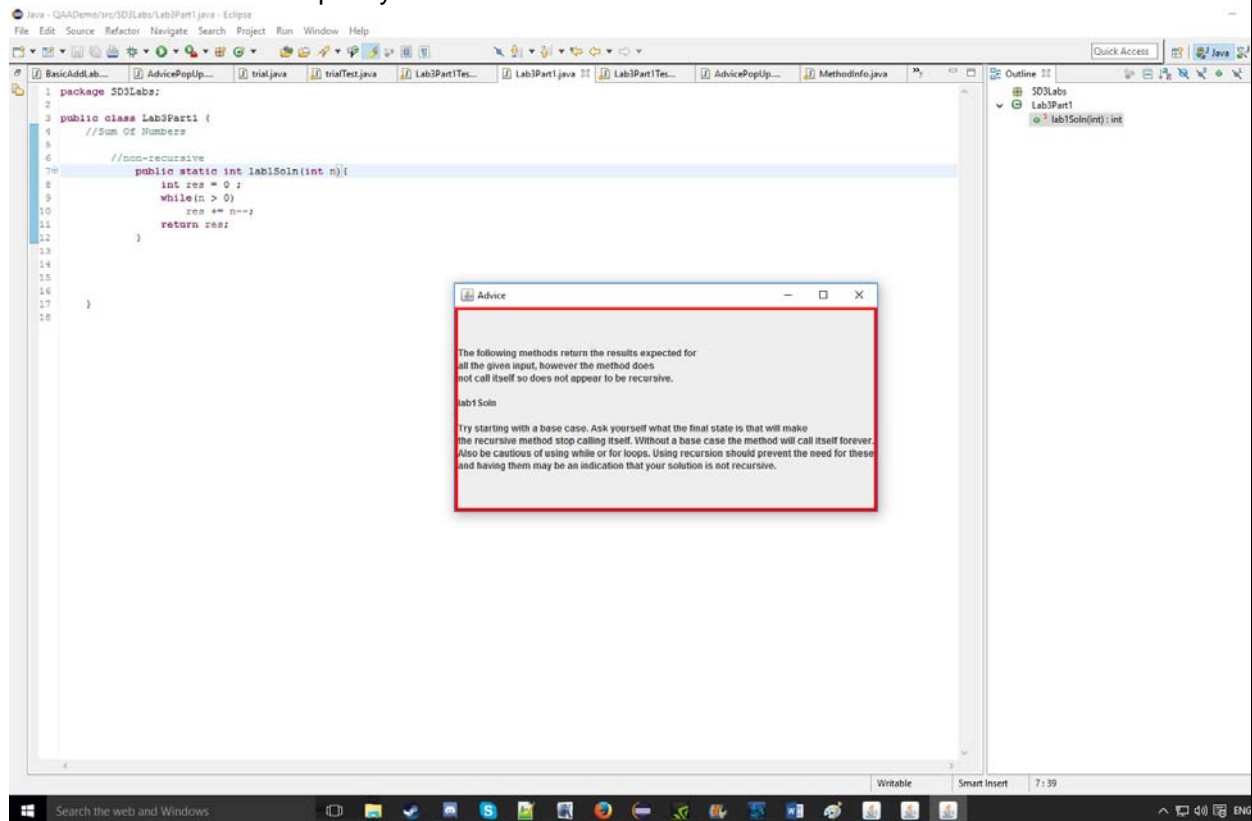 Java - QAADemo/src/SD3Labs/Lab3Part1.java - Eclipse
File Edit Source Refactor Navigate Search Project Run Window Help
Quick Access Java
BasicAddLab.... AdvicePopUp.... trial.java trialTest.java Lab3Part1Tes... Lab3Part1.java Lab3Part1Tes... AdvicePopUp.... MethodInfo.java
Outline
1 package SD3Labs;
2
3 public class Lab3Part1 {
4 //Sum Of Numbers
5
6 //non-recursive
7 public static int lab1Soln(int n){
8 int res = 0 ;
9 while(n > 0)
10 res += n--;
11 return res;
12 }
13
14
15
16
17 }
18
SD3Labs
Lab3Part1
lab1Soln(int) : int
Advice
The following methods return the results expected for
all the given input, however the method does
not call itself so does not appear to be recursive.
lab1Soln
Try starting with a base case. Ask yourself what the final state is that will make
the recursive method stop calling itself. Without a base case the method will call itself forever.
Also be cautious of using while or for loops. Using recursion should prevent the need for these
and having them may be an indication that your solution is not recursive.
Writable Smart Insert 7 : 39
Search the web and Windows
ENG